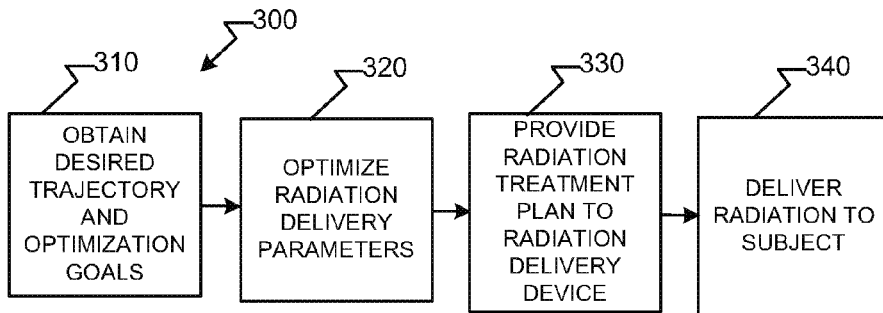 300
310
OBTAIN
DESIRED
TRAJECTORY
AND
OPTIMIZATION
GOALS
320
OPTIMIZE
RADIATION
DELIVERY
PARAMETERS
330
PROVIDE
RADIATION
TREATMENT
PLAN TO
RADIATION
DELIVERY
DEVICE
340
DELIVER
RADIATION TO
SUBJECT